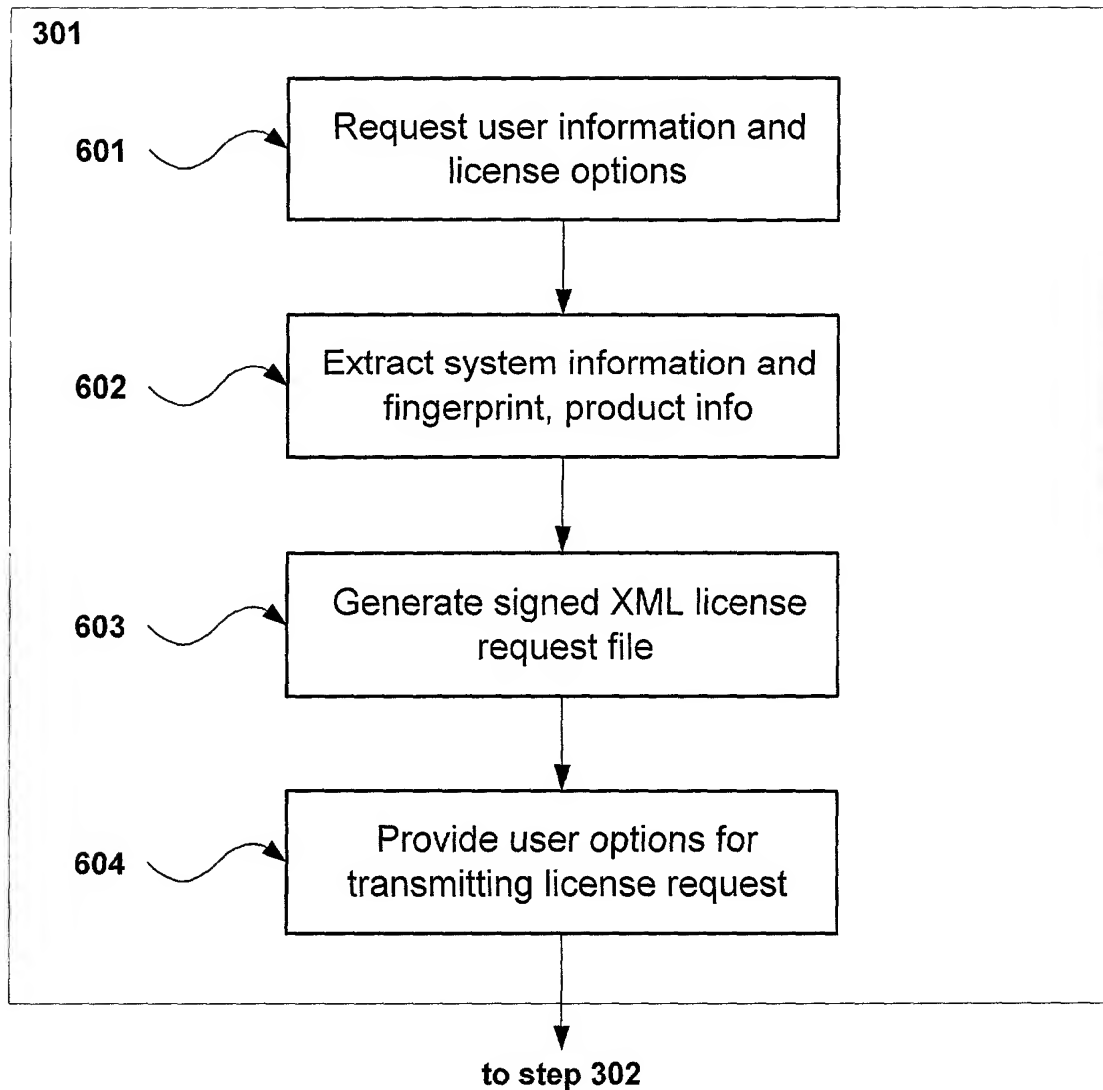 301
601
Request user information and
license options
602
Extract system information and
fingerprint, product info
603
Generate signed XML license
request file
604
Provide user options for
transmitting license request
to step 302